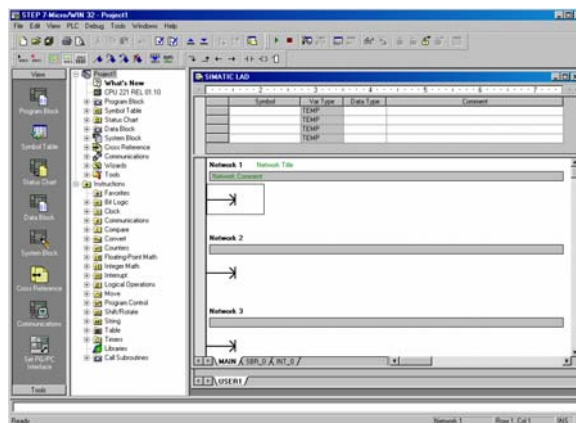 STEP 7-Micro/WIN 32 - Project1
File Edit View PLC Debug Tools Windows Help
View
Program Block
Symbol Table
Status Chart
Data Block
System Block
Cross Reference
Communications
Set PG/PC
Interface
Tools
Project1
What's New
CPU 221 REL 01.10
Program Block
Symbol Table
Status Chart
Data Block
System Block
Cross Reference
Communications
Wizards
Tools
Instructions
Favorites
Bit Logic
Clock
Communications
Compare
Convert
Counters
Floating-Point Math
Integer Math
Interrupt
Logical Operations
Move
Program Control
Shift/Rotate
String
Table
Timers
Libraries
Call Subroutines
SIMATIC LAD
Symbol Var Type Data Type Comment
TEMP
TEMP
TEMP
TEMP
Network 1 Network Title
Network Comment
Network 2
Network 3
MAIN SBR_0 INT_0
USER1
Ready Network 1 Row 1, Col 1 INS